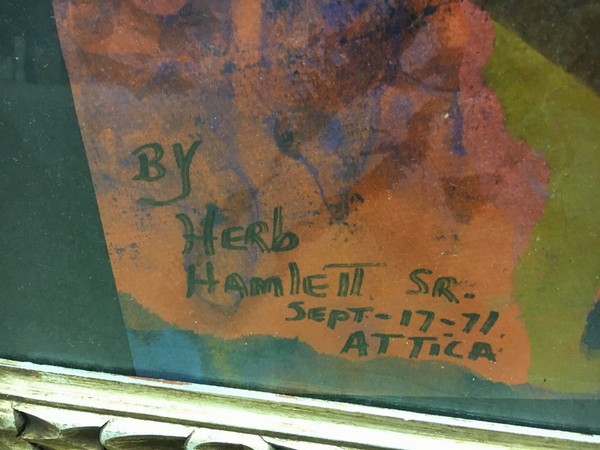 BY
Herb
Hamlett SR.
SEPT-17-71
ATTICA